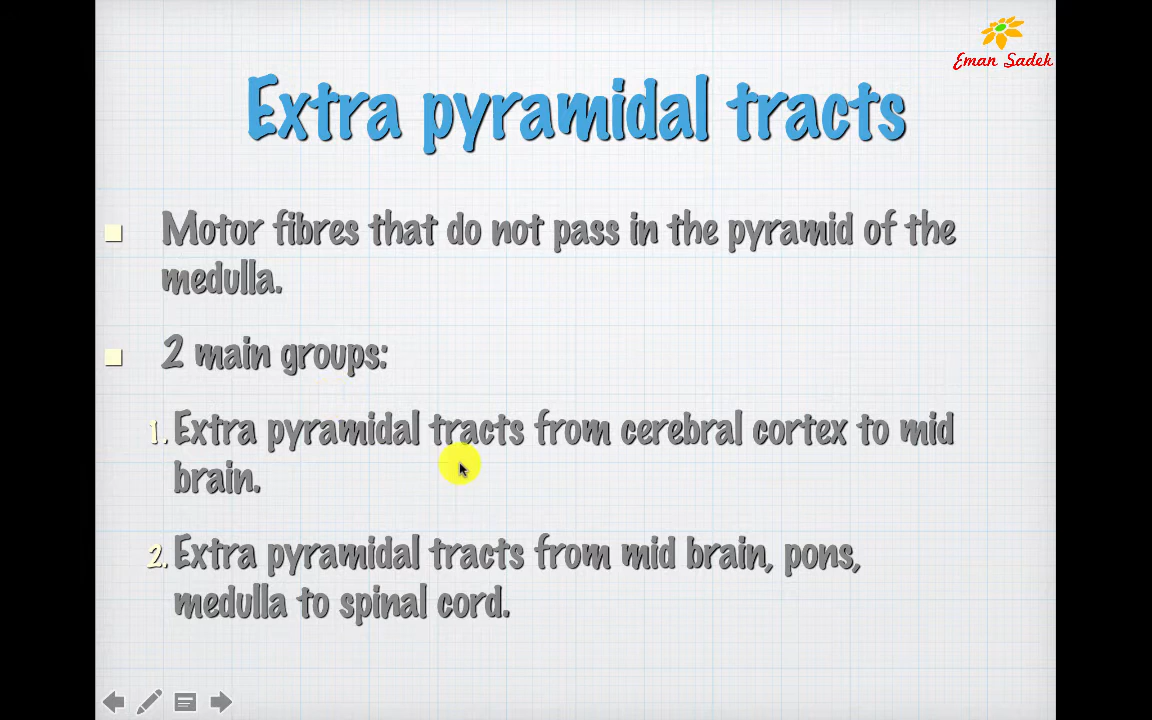 Eman Sadek
Extra pyramidal tracts
Motor fibres that do not pass in the pyramid of the
medulla.
2 main groups:
1. Extra pyramidal tracts from cerebral cortex to mid
brain.
2. Extra pyramidal tracts from mid brain, pons,
medulla to spinal cord.